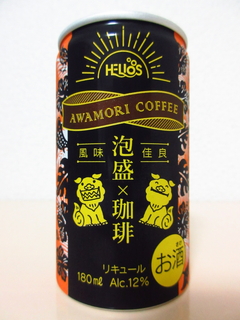 HELIOS
AWAMORI COFFEE
風味
佳良
泡盛×珈琲
お酒
リキュール
180ml Alc.12%